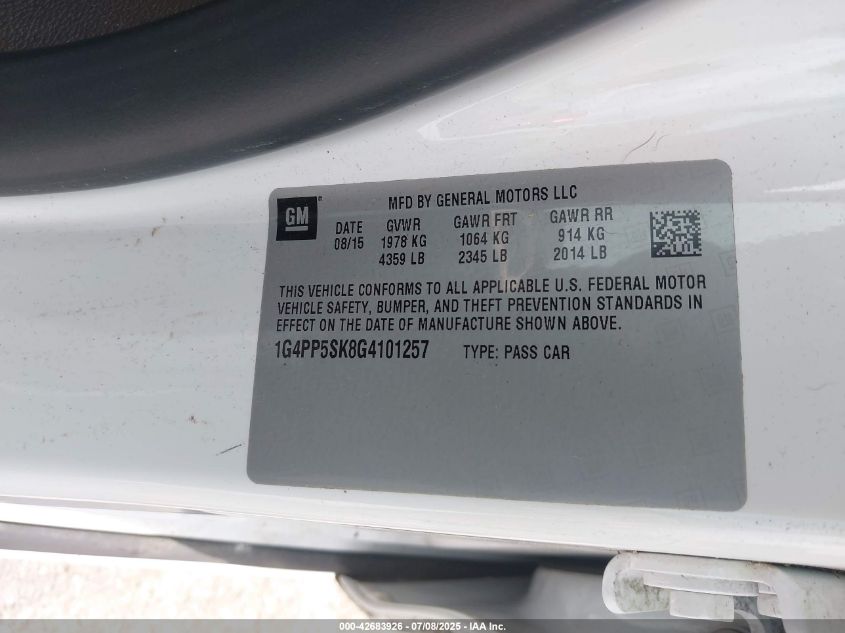 MFD BY GENERAL MOTORS LLC
GM
DATE GVWR GAWR FRT GAWR RR
08/15 1978 KG 1064 KG 914 KG
4359 LB 2345 LB 2014 LB
THIS VEHICLE CONFORMS TO ALL APPLICABLE U.S. FEDERAL MOTOR
VEHICLE SAFETY, BUMPER, AND THEFT PREVENTION STANDARDS IN
EFFECT ON THE DATE OF MANUFACTURE SHOWN ABOVE.
1G4PP5SK8G4101257 TYPE: PASS CAR
000-42683926 - 07/08/2025 - IAA Inc.